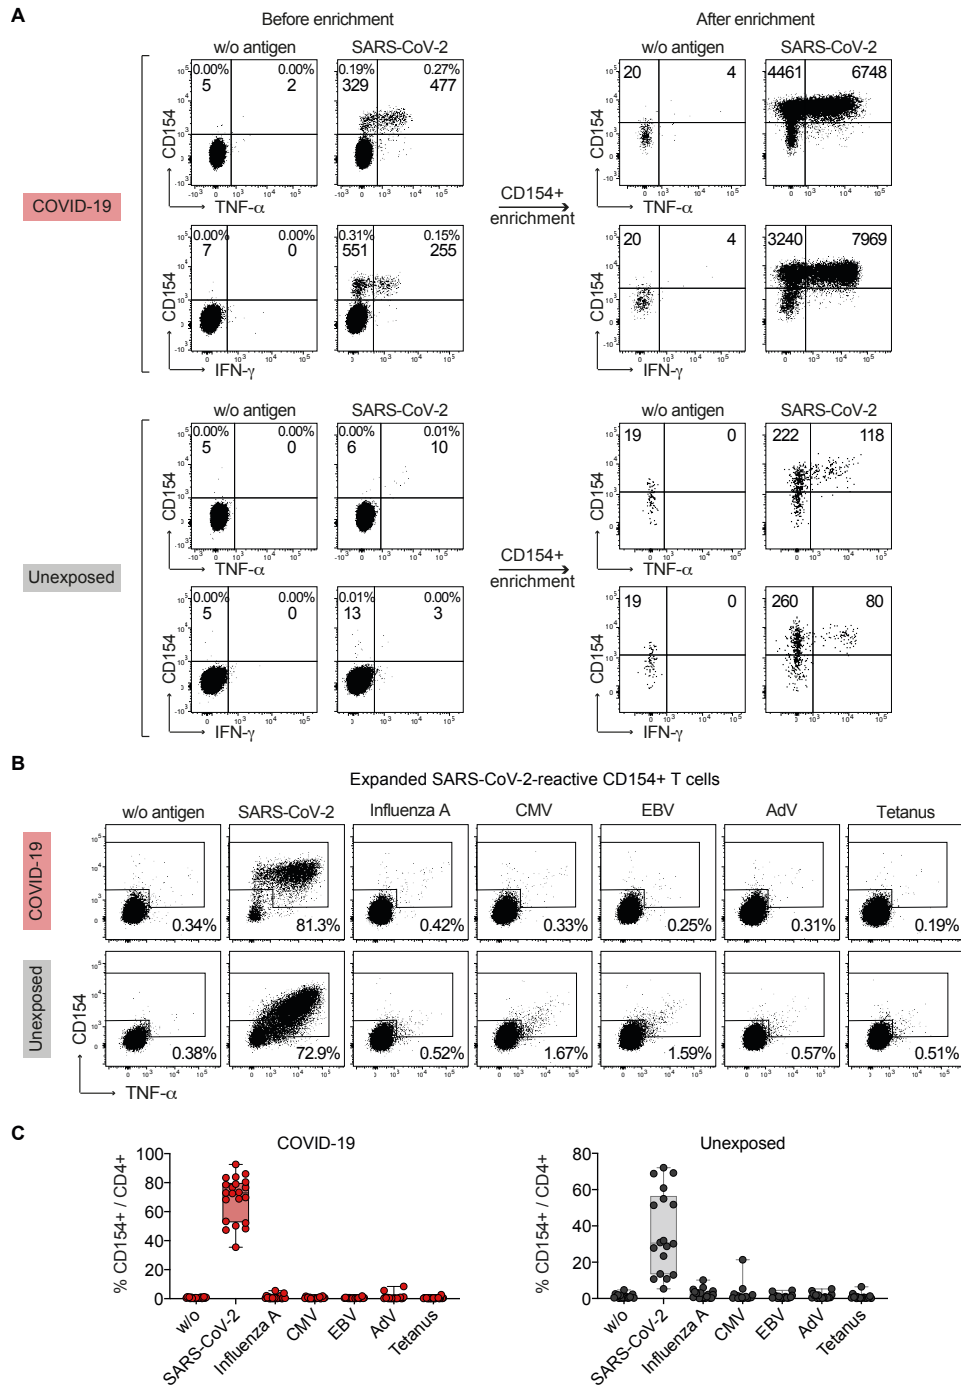 A
Before enrichment
After enrichment
w/o antigen
SARS-CoV-2
w/o antigen
SARS-CoV-2
0.00% 0.00%
5 2
0.19% 0.27%
329 477
20 4
4461 6748
CD154
TNF-α
CD154
TNF-α
COVID-19
CD154+
enrichment
0.00% 0.00%
7 0
0.31% 0.15%
551 255
20 4
3240 7969
CD154
IFN-γ
CD154
IFN-γ
w/o antigen
SARS-CoV-2
w/o antigen
SARS-CoV-2
0.00% 0.00%
5 0
0.00% 0.01%
6 10
19 0
222 118
CD154
TNF-α
CD154
TNF-α
Unexposed
CD154+
enrichment
0.00% 0.00%
5 0
0.01% 0.00%
13 3
19 0
260 80
CD154
IFN-γ
CD154
IFN-γ
B
Expanded SARS-CoV-2-reactive CD154+ T cells
w/o antigen SARS-CoV-2 Influenza A CMV EBV AdV Tetanus
COVID-19
0.34% 81.3% 0.42% 0.33% 0.25% 0.31% 0.19%
Unexposed
0.38% 72.9% 0.52% 1.67% 1.59% 0.57% 0.51%
CD154
TNF-α
C
COVID-19
% CD154+ / CD4+
100
80
60
40
20
0
w/o SARS-CoV-2 Influenza A CMV EBV AdV Tetanus
Unexposed
% CD154+ / CD4+
80
60
40
20
0
w/o SARS-CoV-2 Influenza A CMV EBV AdV Tetanus